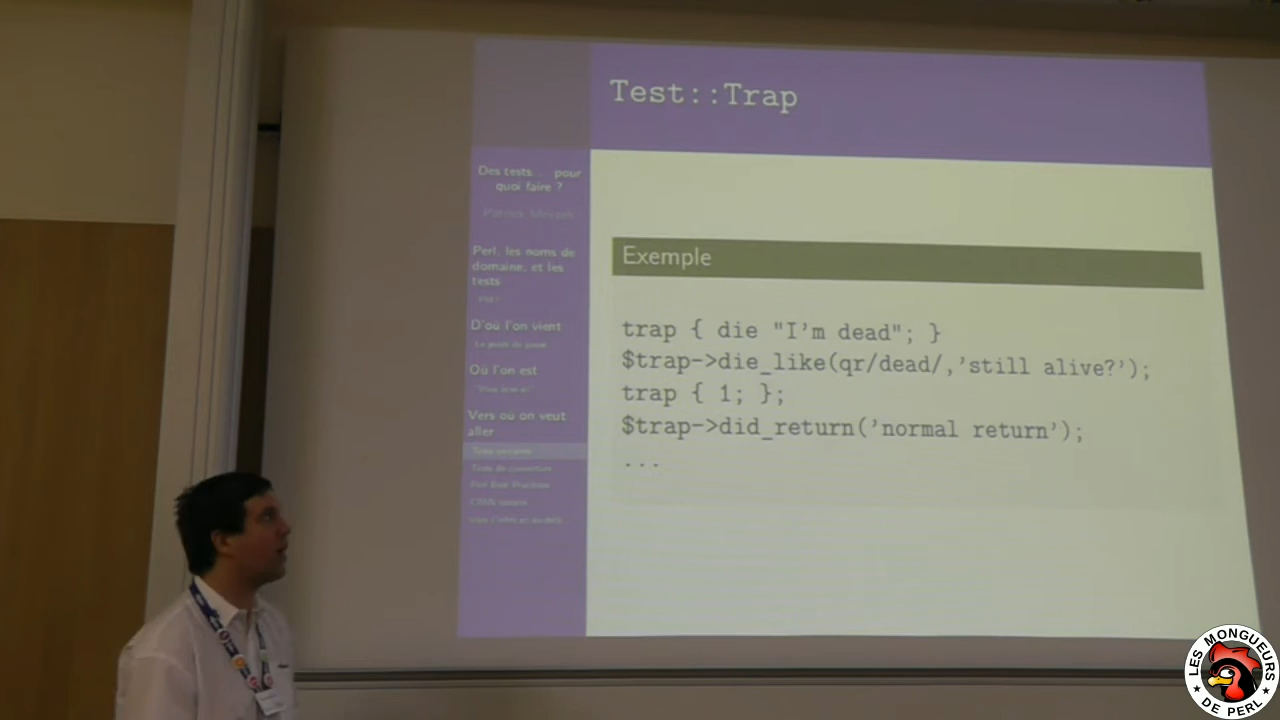 Test::Trap
Des tests... pour
quoi faire ?
Perl, les noms de
domaine, et les
tests
D'où l'on vient
Où l'on est
Vers où on veut
aller
Exemple
trap { die "I'm dead"; }
$trap->die_like(qr/dead/,'still alive?');
trap { 1; };
$trap->did_return('normal return');
...
LES MONGUEURS
DE PERL